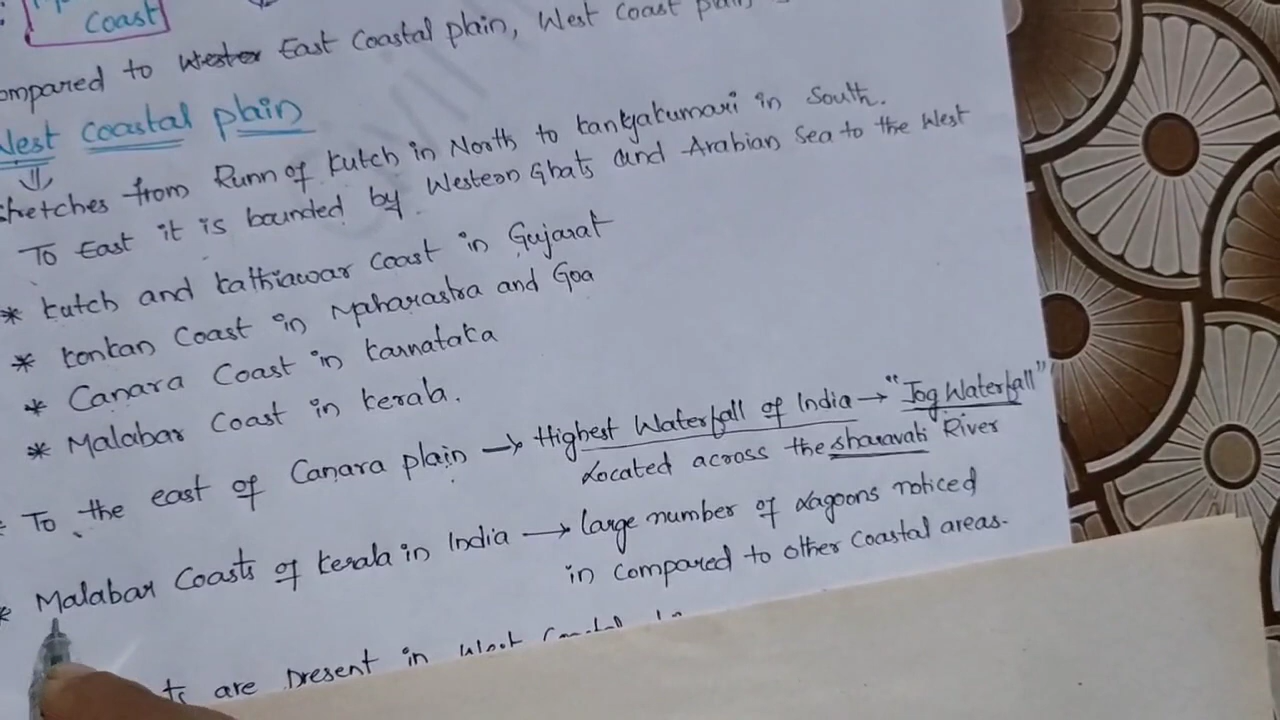 Coast
ompared to Wester East Coastal plain, West Coast plain
West Coastal plain
Stretches from Runn of Kutch in North to Kanyakumari in South.
To East it is bounded by Western Ghats and Arabian Sea to the West
* Kutch and Kathiawar Coast in Gujarat
* Konkan Coast in Maharastra and Goa
* Canara Coast in Karnataka
* Malabar Coast in Kerala.
* To the east of Canara plain → Highest Waterfall of India → "Jog Waterfall"
Located across the Sharavati River
* Malabar Coasts of Kerala in India → large number of Lagoons noticed
in compared to other Coastal areas.
ts are present in West